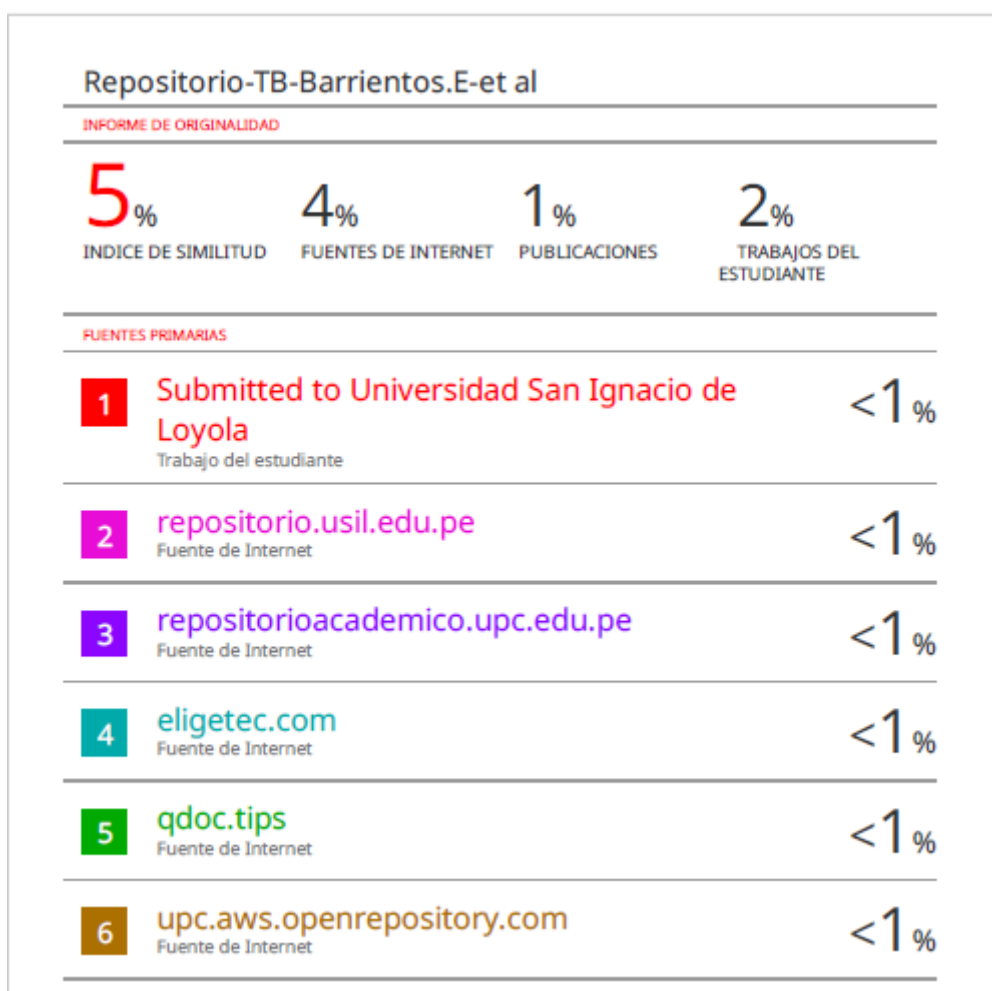 Repositorio-TB-Barrientos.E-et al
INFORME DE ORIGINALIDAD
5% 4% 1% 2%
INDICE DE SIMILITUD FUENTES DE INTERNET PUBLICACIONES TRABAJOS DEL
ESTUDIANTE
FUENTES PRIMARIAS
1 Submitted to Universidad San Ignacio de <1%
Loyola
Trabajo del estudiante
2 repositorio.usil.edu.pe <1%
Fuente de Internet
3 repositorioacademico.upc.edu.pe <1%
Fuente de Internet
4 eligetec.com <1%
Fuente de Internet
5 qdoc.tips <1%
Fuente de Internet
6 upc.aws.openrepository.com <1%
Fuente de Internet